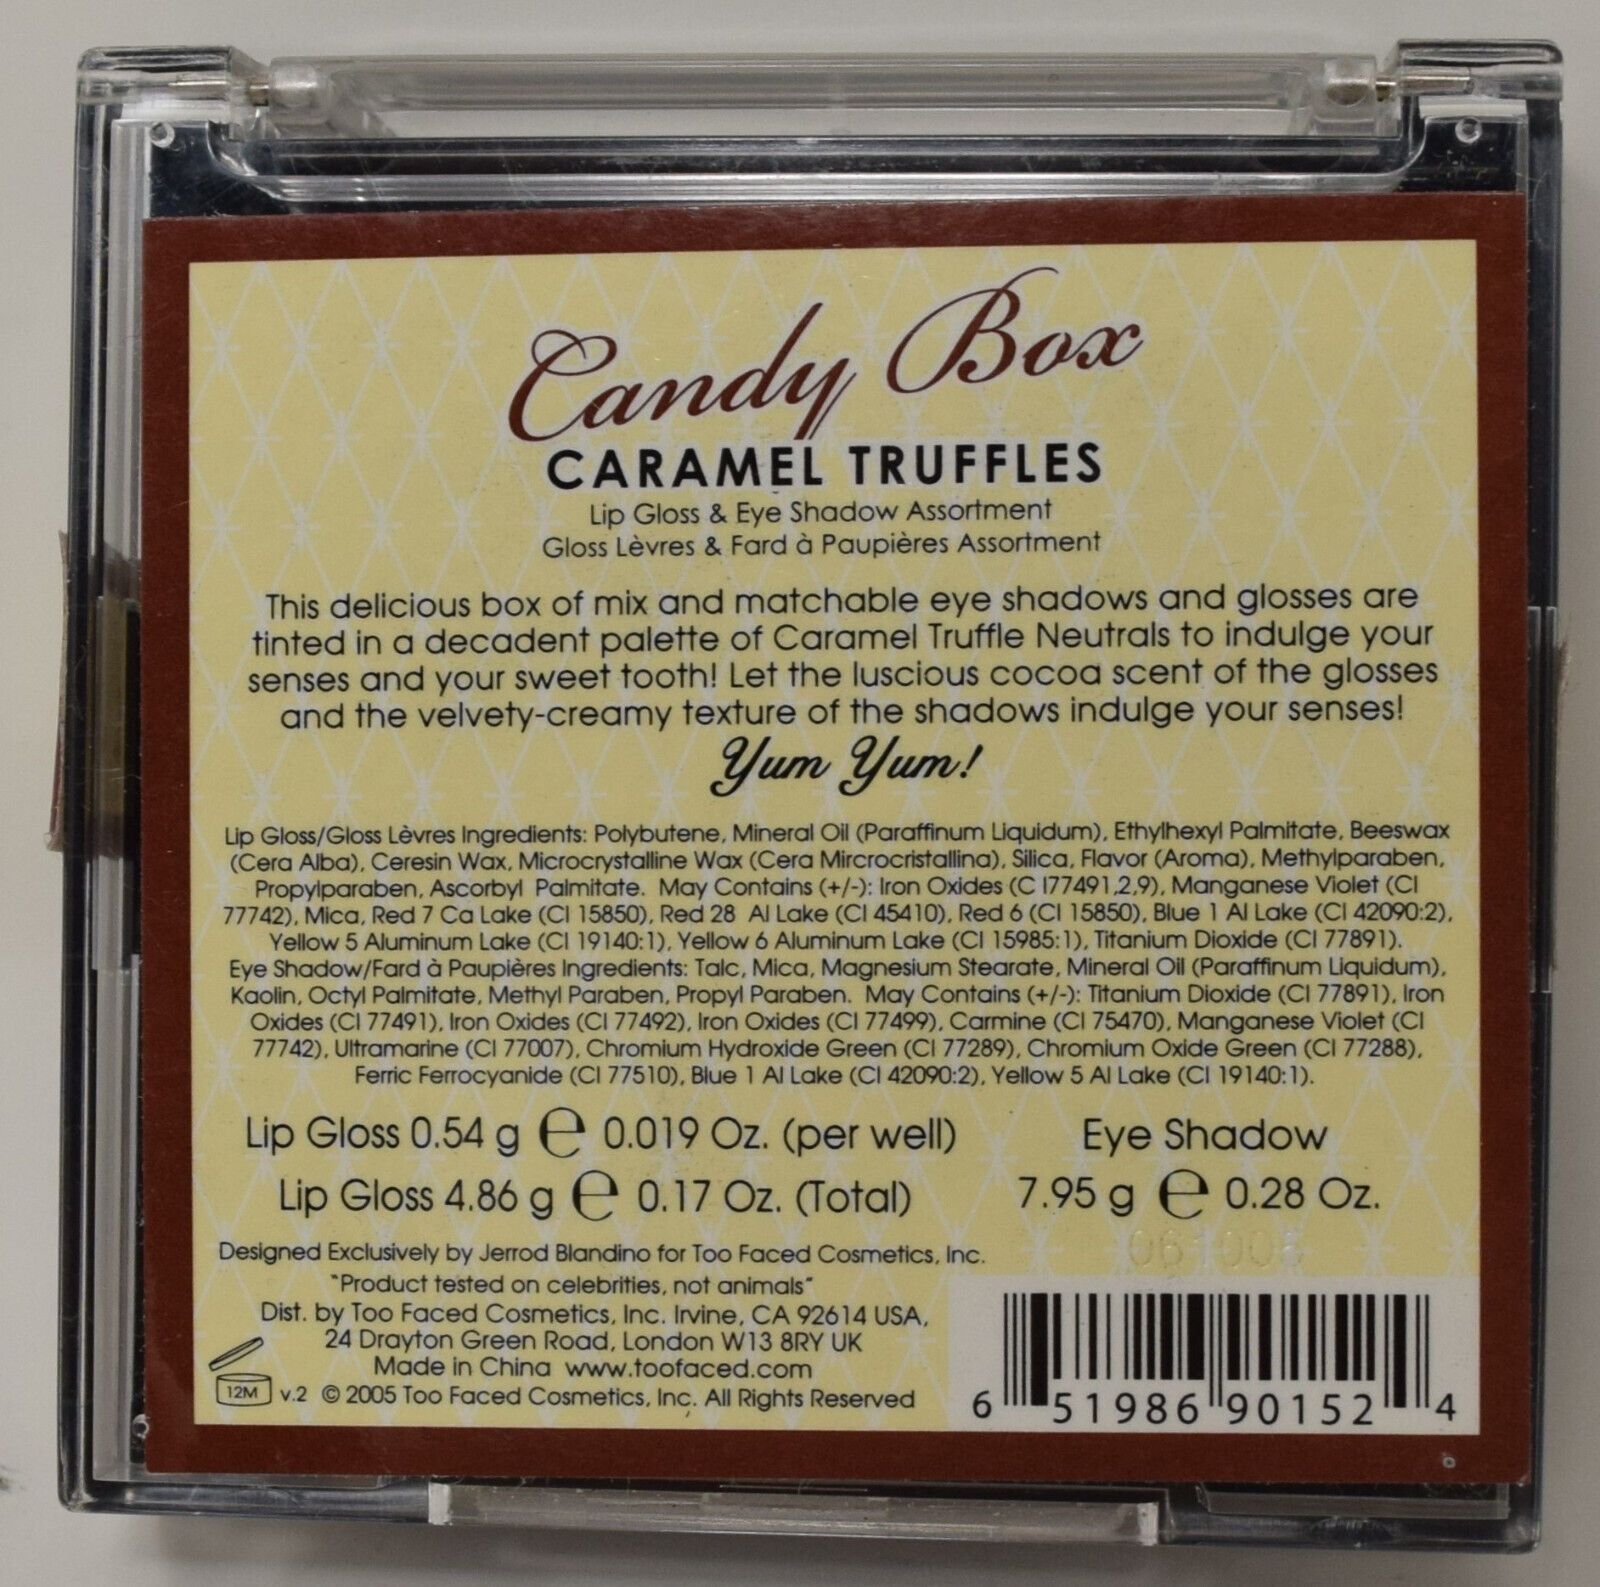 Candy Box
CARAMEL TRUFFLES
Lip Gloss & Eye Shadow Assortment
Gloss Lèvres & Fard à Paupières Assortment
This delicious box of mix and matchable eye shadows and glosses are
tinted in a decadent palette of Caramel Truffle Neutrals to indulge your
senses and your sweet tooth! Let the luscious cocoa scent of the glosses
and the velvety-creamy texture of the shadows indulge your senses!
Yum Yum!
Lip Gloss/Gloss Lèvres Ingredients: Polybutene, Mineral Oil (Paraffinum Liquidum), Ethylhexyl Palmitate, Beeswax
(Cera Alba), Ceresin Wax, Microcrystalline Wax (Cera Mircrocristallina), Silica, Flavor (Aroma), Methylparaben,
Propylparaben, Ascorbyl Palmitate. May Contains (+/-): Iron Oxides (C I77491,2,9), Manganese Violet (CI
77742), Mica, Red 7 Ca Lake (CI 15850), Red 28 Al Lake (CI 45410), Red 6 (CI 15850), Blue 1 Al Lake (CI 42090:2),
Yellow 5 Aluminum Lake (CI 19140:1), Yellow 6 Aluminum Lake (CI 15985:1), Titanium Dioxide (CI 77891).
Eye Shadow/Fard à Paupières Ingredients: Talc, Mica, Magnesium Stearate, Mineral Oil (Paraffinum Liquidum),
Kaolin, Octyl Palmitate, Methyl Paraben, Propyl Paraben. May Contains (+/-): Titanium Dioxide (CI 77891), Iron
Oxides (CI 77491), Iron Oxides (CI 77492), Iron Oxides (CI 77499), Carmine (CI 75470), Manganese Violet (CI
77742), Ultramarine (CI 77007), Chromium Hydroxide Green (CI 77289), Chromium Oxide Green (CI 77288),
Ferric Ferrocyanide (CI 77510), Blue 1 Al Lake (CI 42090:2), Yellow 5 Al Lake (CI 19140:1).
Lip Gloss 0.54 g ℮ 0.019 Oz. (per well)
Lip Gloss 4.86 g ℮ 0.17 Oz. (Total)
Eye Shadow
7.95 g ℮ 0.28 Oz.
Designed Exclusively by Jerrod Blandino for Too Faced Cosmetics, Inc.
"Product tested on celebrities, not animals"
Dist. by Too Faced Cosmetics, Inc. Irvine, CA 92614 USA,
24 Drayton Green Road, London W13 8RY UK
Made in China www.toofaced.com
12M v.2 © 2005 Too Faced Cosmetics, Inc. All Rights Reserved
6 51986 90152 4